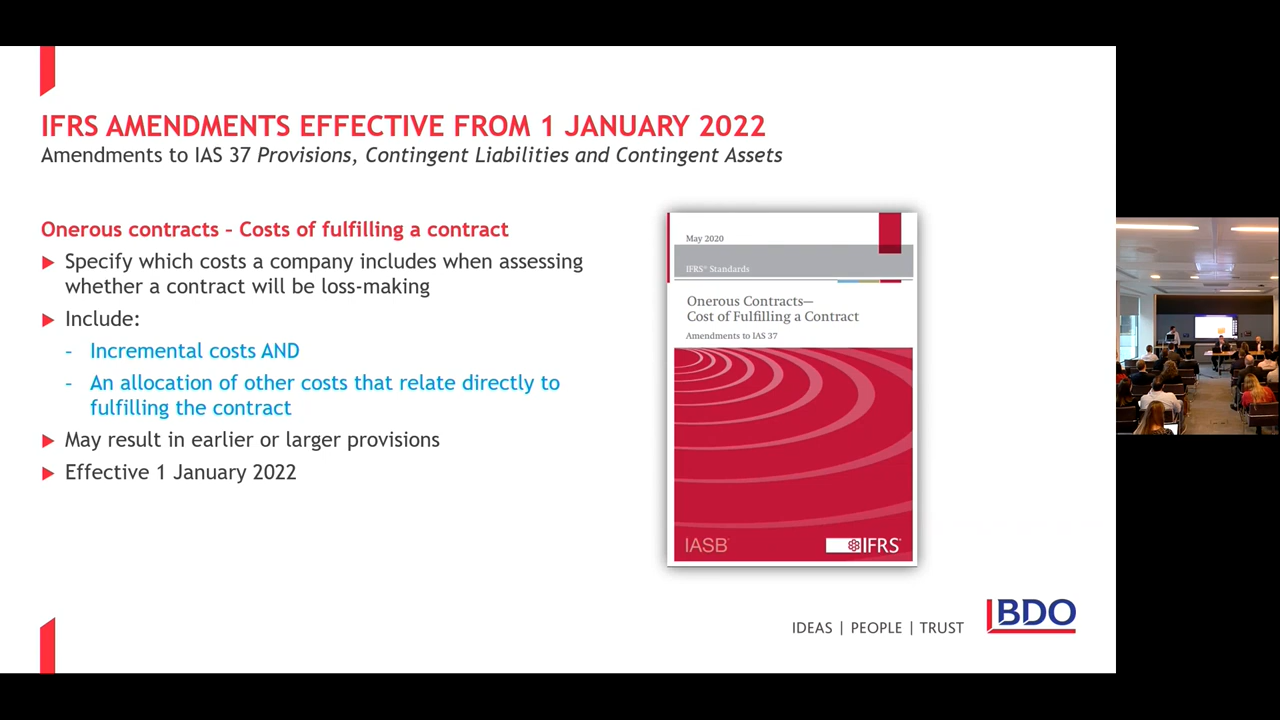 IFRS AMENDMENTS EFFECTIVE FROM 1 JANUARY 2022
Amendments to IAS 37 Provisions, Contingent Liabilities and Contingent Assets
Onerous contracts – Costs of fulfilling a contract
Specify which costs a company includes when assessing
whether a contract will be loss-making
Include:
– Incremental costs AND
– An allocation of other costs that relate directly to
fulfilling the contract
May result in earlier or larger provisions
Effective 1 January 2022
May 2020
IFRS® Standards
Onerous Contracts—
Cost of Fulfilling a Contract
Amendments to IAS 37
IASB
IFRS
IDEAS | PEOPLE | TRUST
BDO